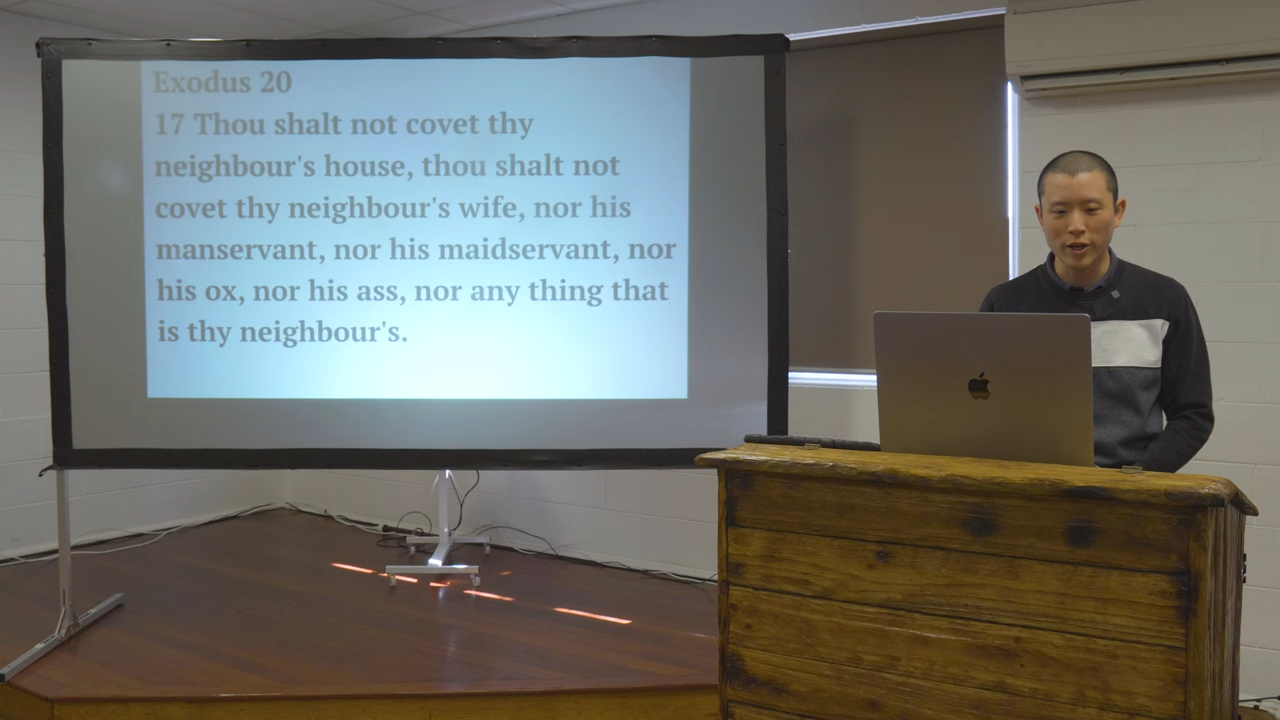 Exodus 20
17 Thou shalt not covet thy
neighbour's house, thou shalt not
covet thy neighbour's wife, nor his
manservant, nor his maidservant, nor
his ox, nor his ass, nor any thing that
is thy neighbour's.